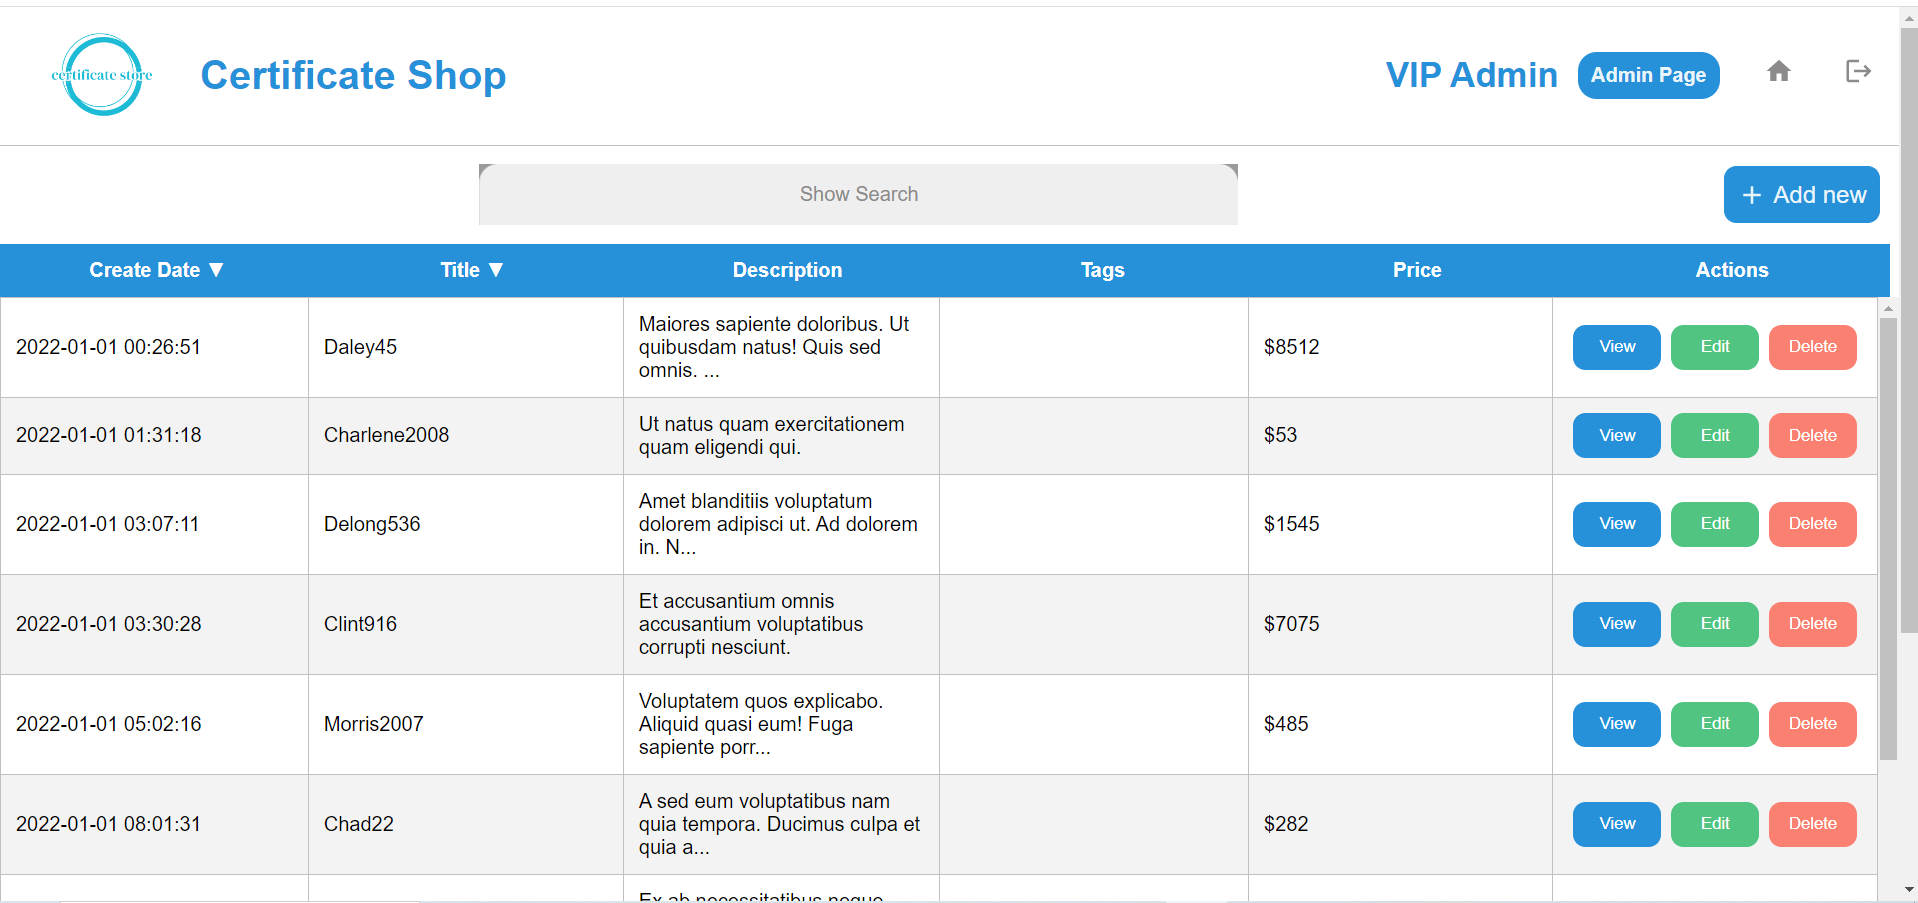 certificate store
Certificate Shop
VIP Admin
Admin Page
Show Search
+ Add new
Create Date ▼
Title ▼
Description
Tags
Price
Actions
2022-01-01 00:26:51
Daley45
Maiores sapiente doloribus. Ut
quibusdam natus! Quis sed
omnis. ...
$8512
View
Edit
Delete
2022-01-01 01:31:18
Charlene2008
Ut natus quam exercitationem
quam eligendi qui.
$53
View
Edit
Delete
2022-01-01 03:07:11
Delong536
Amet blanditiis voluptatum
dolorem adipisci ut. Ad dolorem
in. N...
$1545
View
Edit
Delete
2022-01-01 03:30:28
Clint916
Et accusantium omnis
accusantium voluptatibus
corrupti nesciunt.
$7075
View
Edit
Delete
2022-01-01 05:02:16
Morris2007
Voluptatem quos explicabo.
Aliquid quasi eum! Fuga
sapiente porr...
$485
View
Edit
Delete
2022-01-01 08:01:31
Chad22
A sed eum voluptatibus nam
quia tempora. Ducimus culpa et
quia a...
$282
View
Edit
Delete
Ex ab necessitatibus neque